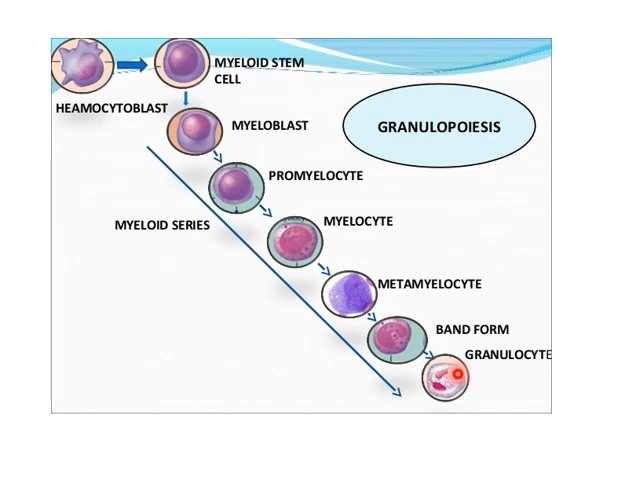 MYELOID STEM
CELL
HEAMOCYTOBLAST
MYELOBLAST
GRANULOPOIESIS
PROMYELOCYTE
MYELOID SERIES
MYELOCYTE
METAMYELOCYTE
BAND FORM
GRANULOCYTE